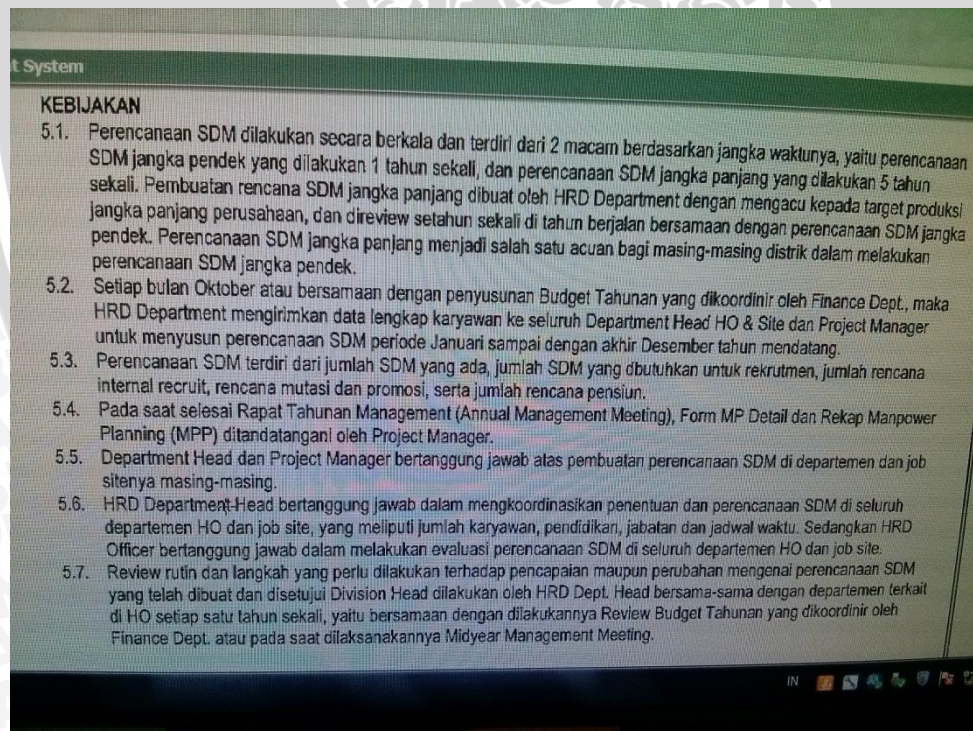 t System
KEBIJAKAN
5.1. Perencanaan SDM dilakukan secara berkala dan terdiri dari 2 macam berdasarkan jangka waktunya, yaitu perencanaan
SDM jangka pendek yang dilakukan 1 tahun sekali, dan perencanaan SDM jangka panjang yang dilakukan 5 tahun
sekali. Pembuatan rencana SDM jangka panjang dibuat oleh HRD Department dengan mengacu kepada target produksi
jangka panjang perusahaan, dan direview setahun sekali di tahun berjalan bersamaan dengan perencanaan SDM jangka
pendek. Perencanaan SDM jangka panjang menjadi salah satu acuan bagi masing-masing distrik dalam melakukan
perencanaan SDM jangka pendek.
5.2. Setiap bulan Oktober atau bersamaan dengan penyusunan Budget Tahunan yang dikoordinir oleh Finance Dept., maka
HRD Department mengirimkan data lengkap karyawan ke seluruh Department Head HO & Site dan Project Manager
untuk menyusun perencanaan SDM periode Januari sampai dengan akhir Desember tahun mendatang.
5.3. Perencanaan SDM terdiri dari jumlah SDM yang ada, jumlah SDM yang dbutuhkan untuk rekrutmen, jumlah rencana
internal recruit, rencana mutasi dan promosi, serta jumlah rencana pensiun.
5.4. Pada saat selesai Rapat Tahunan Management (Annual Management Meeting), Form MP Detail dan Rekap Manpower
Planning (MPP) ditandatangani oleh Project Manager.
5.5. Department Head dan Project Manager bertanggung jawab atas pembuatan perencanaan SDM di departemen dan job
sitenya masing-masing.
5.6. HRD Department Head bertanggung jawab dalam mengkoordinasikan penentuan dan perencanaan SDM di seluruh
departemen HO dan job site, yang meliputi jumlah karyawan, pendidikan, jabatan dan jadwal waktu. Sedangkan HRD
Officer bertanggung jawab dalam melakukan evaluasi perencanaan SDM di seluruh departemen HO dan job site.
5.7. Review rutin dan langkah yang perlu dilakukan terhadap pencapaian maupun perubahan mengenai perencanaan SDM
yang telah dibuat dan disetujui Division Head dilakukan oleh HRD Dept. Head bersama-sama dengan departemen terkait
di HO setiap satu tahun sekali, yaitu bersamaan dengan dilakukannya Review Budget Tahunan yang dikoordinir oleh
Finance Dept. atau pada saat dilaksanakannya Midyear Management Meeting.
IN